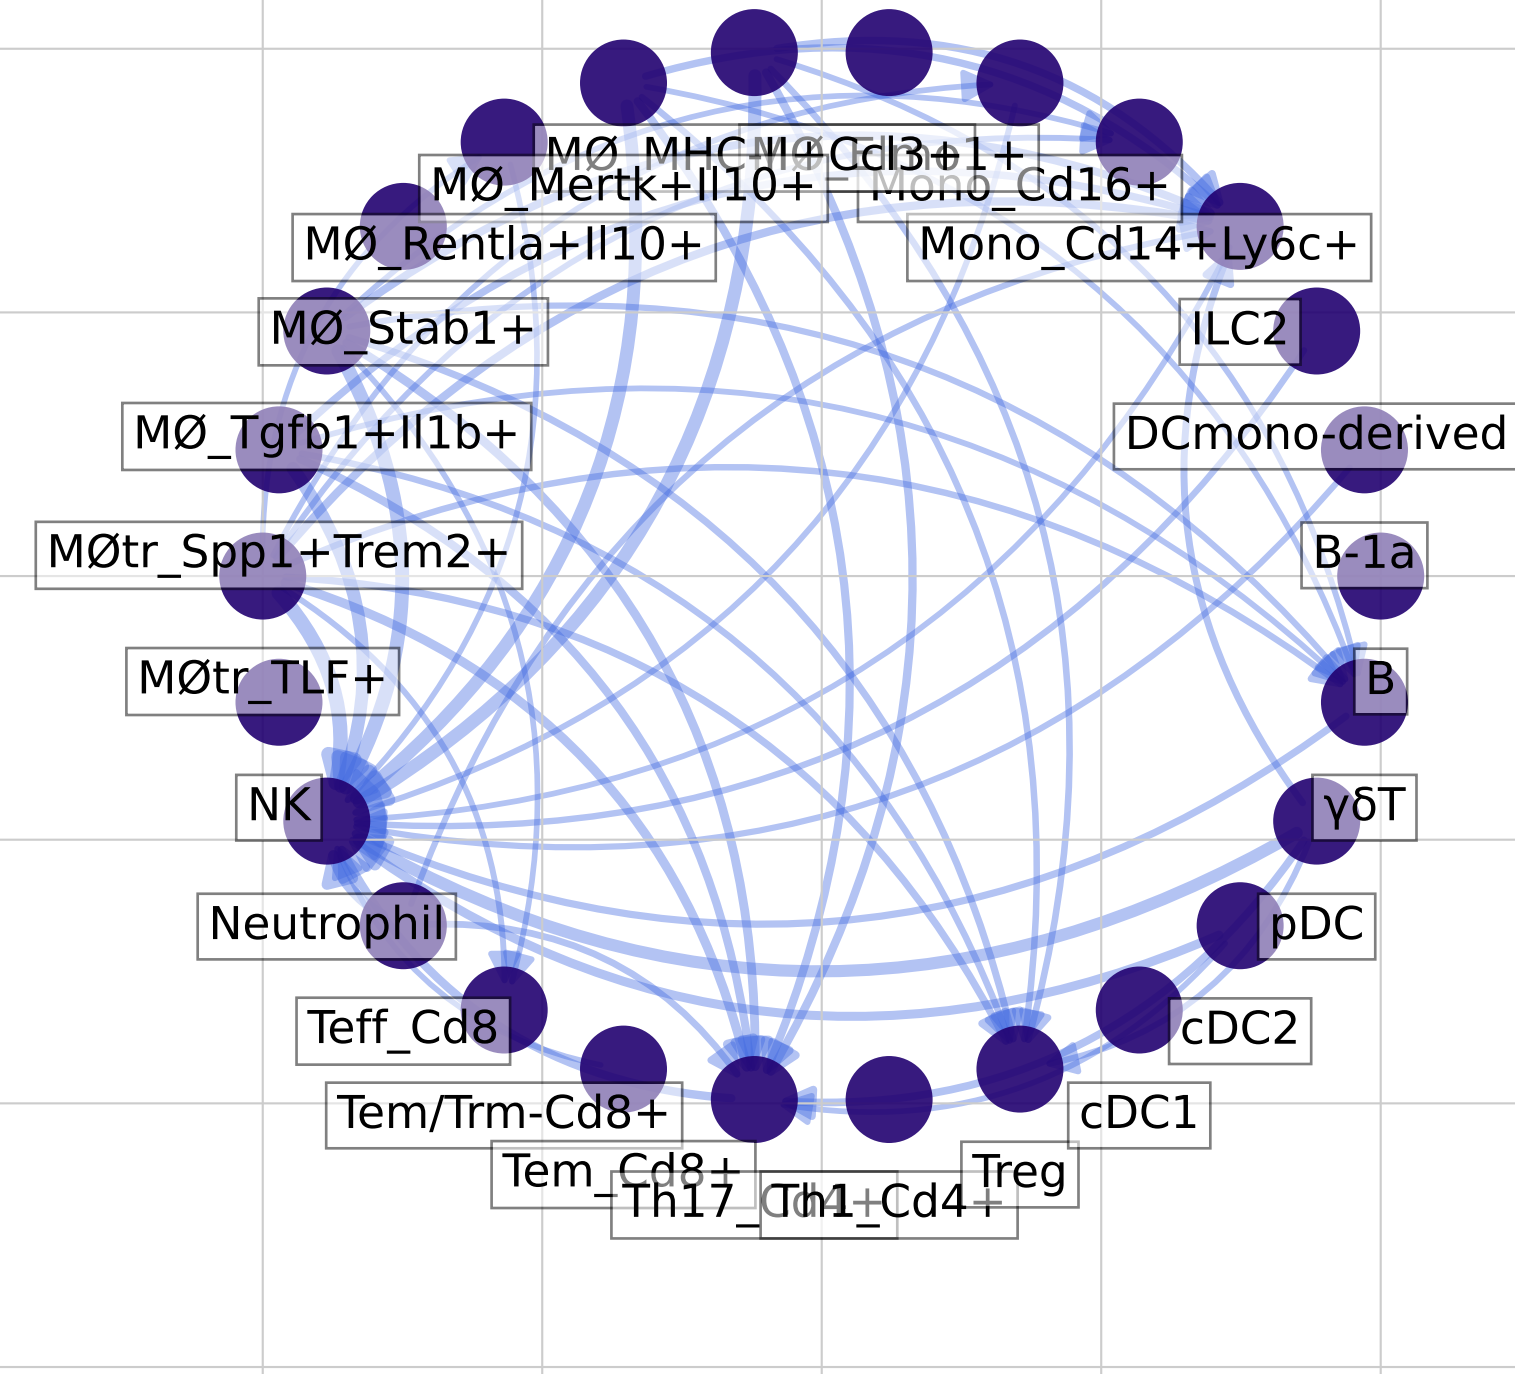 MØ_MHC-II+Ccl3+
MØ_Elmo1+
MØ_Mertk+Il10+
Mono_Cd16+
MØ_Rentla+Il10+
Mono_Cd14+Ly6c+
MØ_Stab1+
ILC2
MØ_Tgfb1+Il1b+
DCmono-derived
MØtr_Spp1+Trem2+
B-1a
MØtr_TLF+
B
NK
γδT
Neutrophil
pDC
Teff_Cd8
cDC2
Tem/Trm-Cd8+
cDC1
Tem_Cd8+
Treg
Th17_Cd4+
Th1_Cd4+